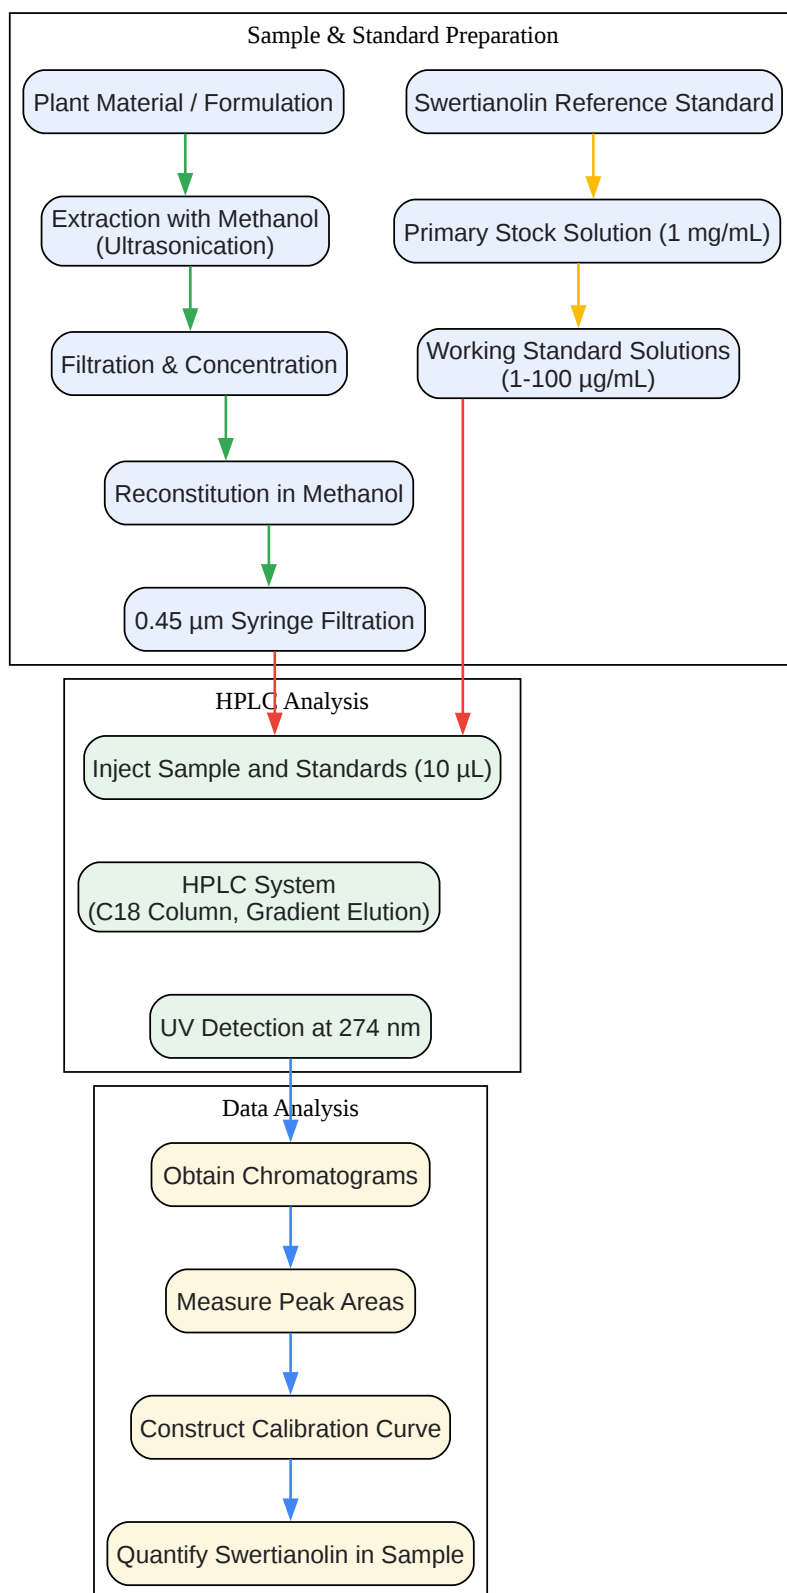 Sample & Standard Preparation
Plant Material / Formulation
Swertianolin Reference Standard
Extraction with Methanol
(Ultrasonication)
Primary Stock Solution (1 mg/mL)
Filtration & Concentration
Working Standard Solutions
(1-100 µg/mL)
Reconstitution in Methanol
0.45 µm Syringe Filtration
HPLC Analysis
Inject Sample and Standards (10 µL)
HPLC System
(C18 Column, Gradient Elution)
UV Detection at 274 nm
Data Analysis
Obtain Chromatograms
Measure Peak Areas
Construct Calibration Curve
Quantify Swertianolin in Sample